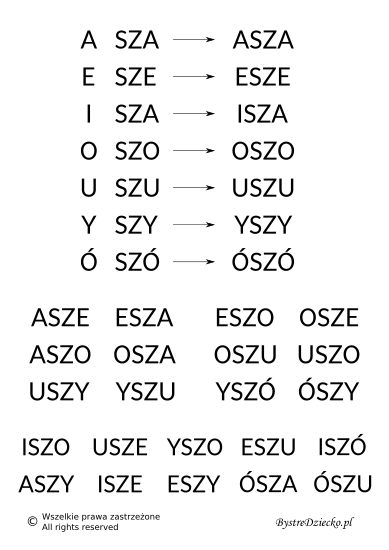 A SZA → ASZA
E SZE → ESZE
I SZA → ISZA
O SZO → OSZO
U SZU → USZU
Y SZY → YSZY
Ó SZÓ → ÓSZÓ
ASZE ESZA ESZO OSZE
ASZO OSZA OSZU USZO
USZY YSZU YSZÓ ÓSZY
ISZO USZE YSZO ESZU ISZÓ
ASZY ISZE ESZY ÓSZA ÓSZU
© Wszelkie prawa zastrzeżone
All rights reserved
BystreDziecko.pl